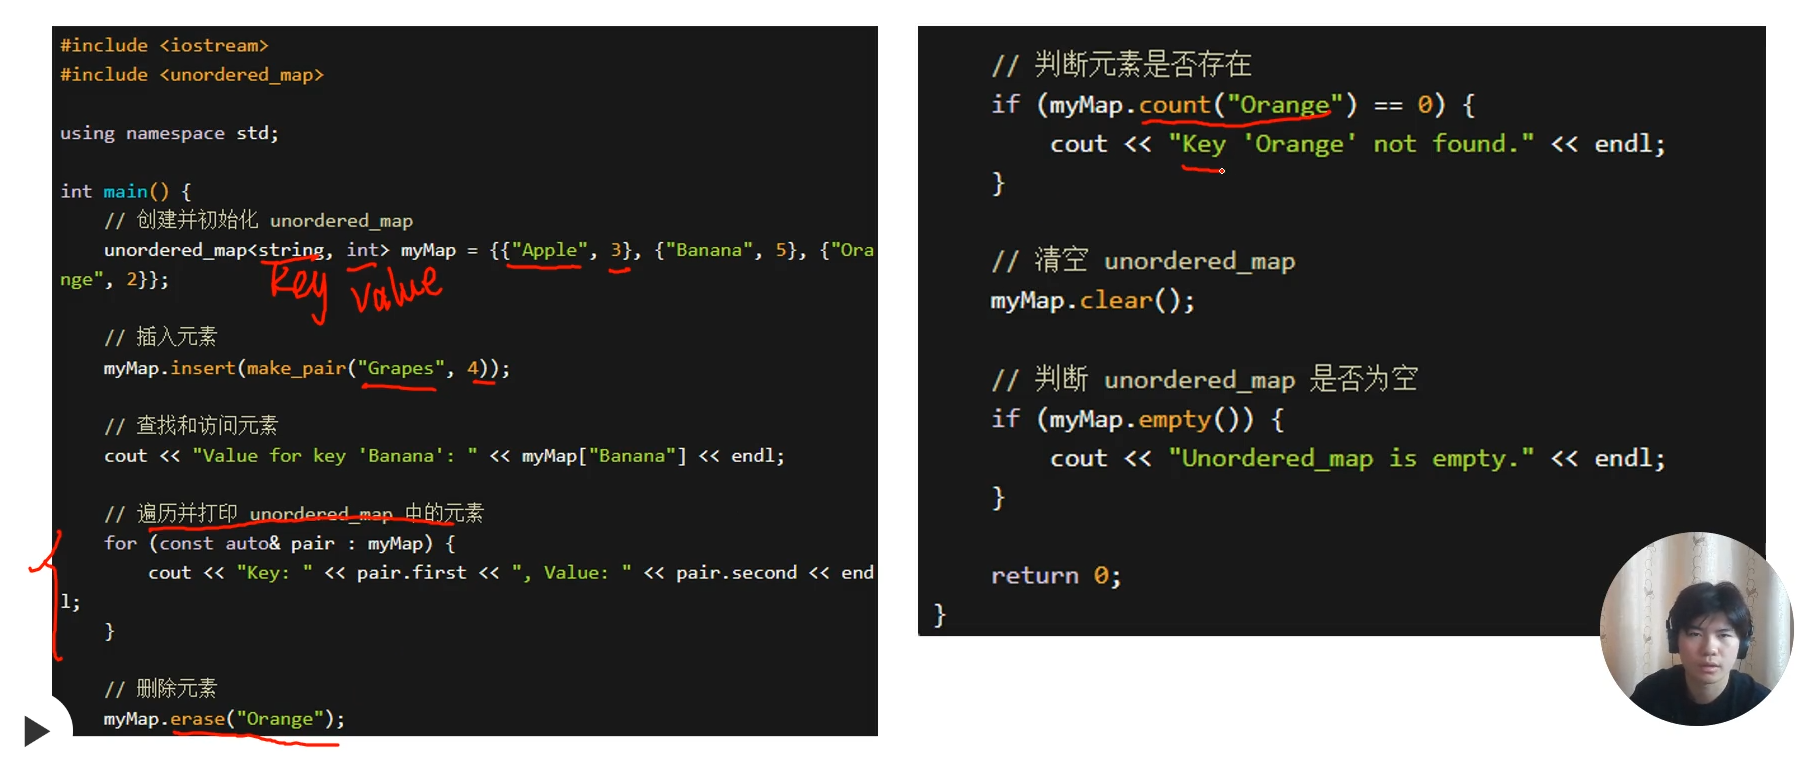 #include <iostream>
#include <unordered_map>
using namespace std;
int main() {
// 创建并初始化 unordered_map
unordered_map<string, int> myMap = {{"Apple", 3}, {"Banana", 5}, {"Ora
nge", 2}};
key value
// 插入元素
myMap.insert(make_pair("Grapes", 4));
// 查找和访问元素
cout << "Value for key 'Banana': " << myMap["Banana"] << endl;
// 遍历并打印 unordered_map 中的元素
for (const auto& pair : myMap) {
cout << "Key: " << pair.first << ", Value: " << pair.second << end
l;
}
// 删除元素
myMap.erase("Orange");
// 判断元素是否存在
if (myMap.count("Orange") == 0) {
cout << "Key 'Orange' not found." << endl;
}
// 清空 unordered_map
myMap.clear();
// 判断 unordered_map 是否为空
if (myMap.empty()) {
cout << "Unordered_map is empty." << endl;
}
return 0;
}